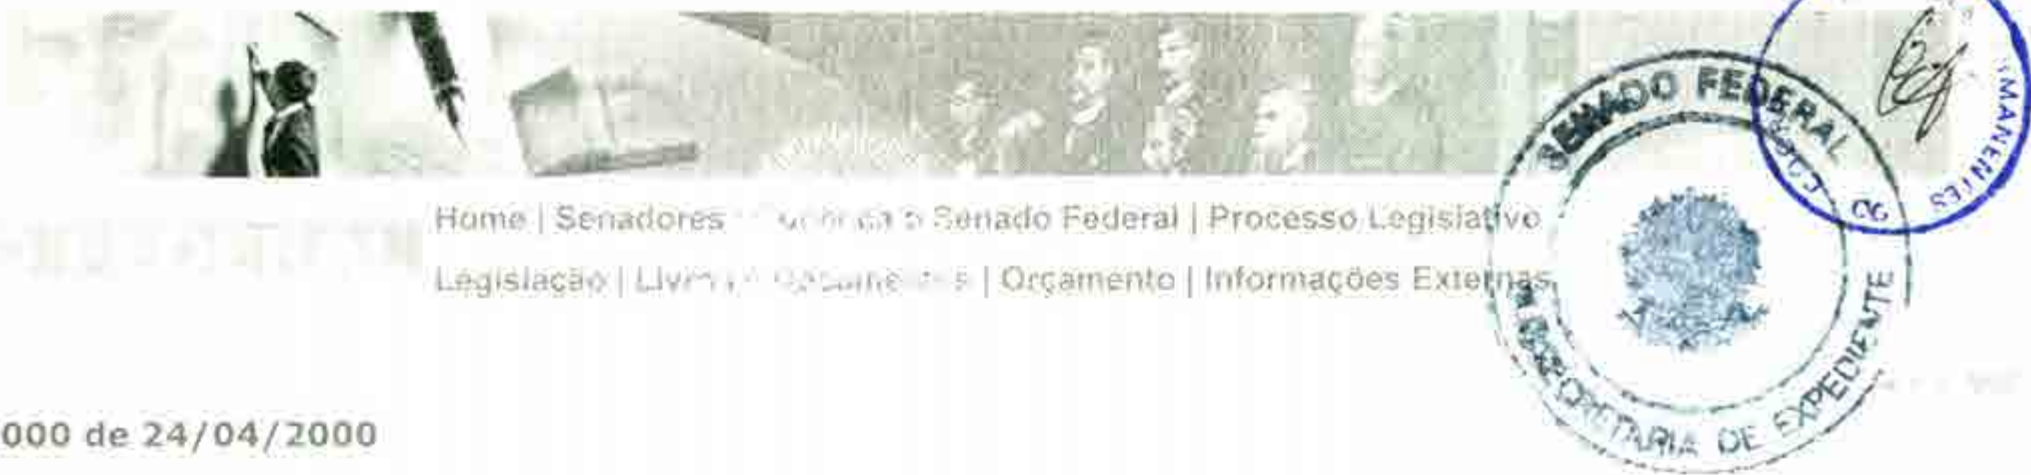 Home | Senadores Senado Federal | Processo Legislativo
Legislação | | Orçamento | Informações Externas
SENADO FEDERAL
DE EXPEDIENTE
000 de 24/04/2000